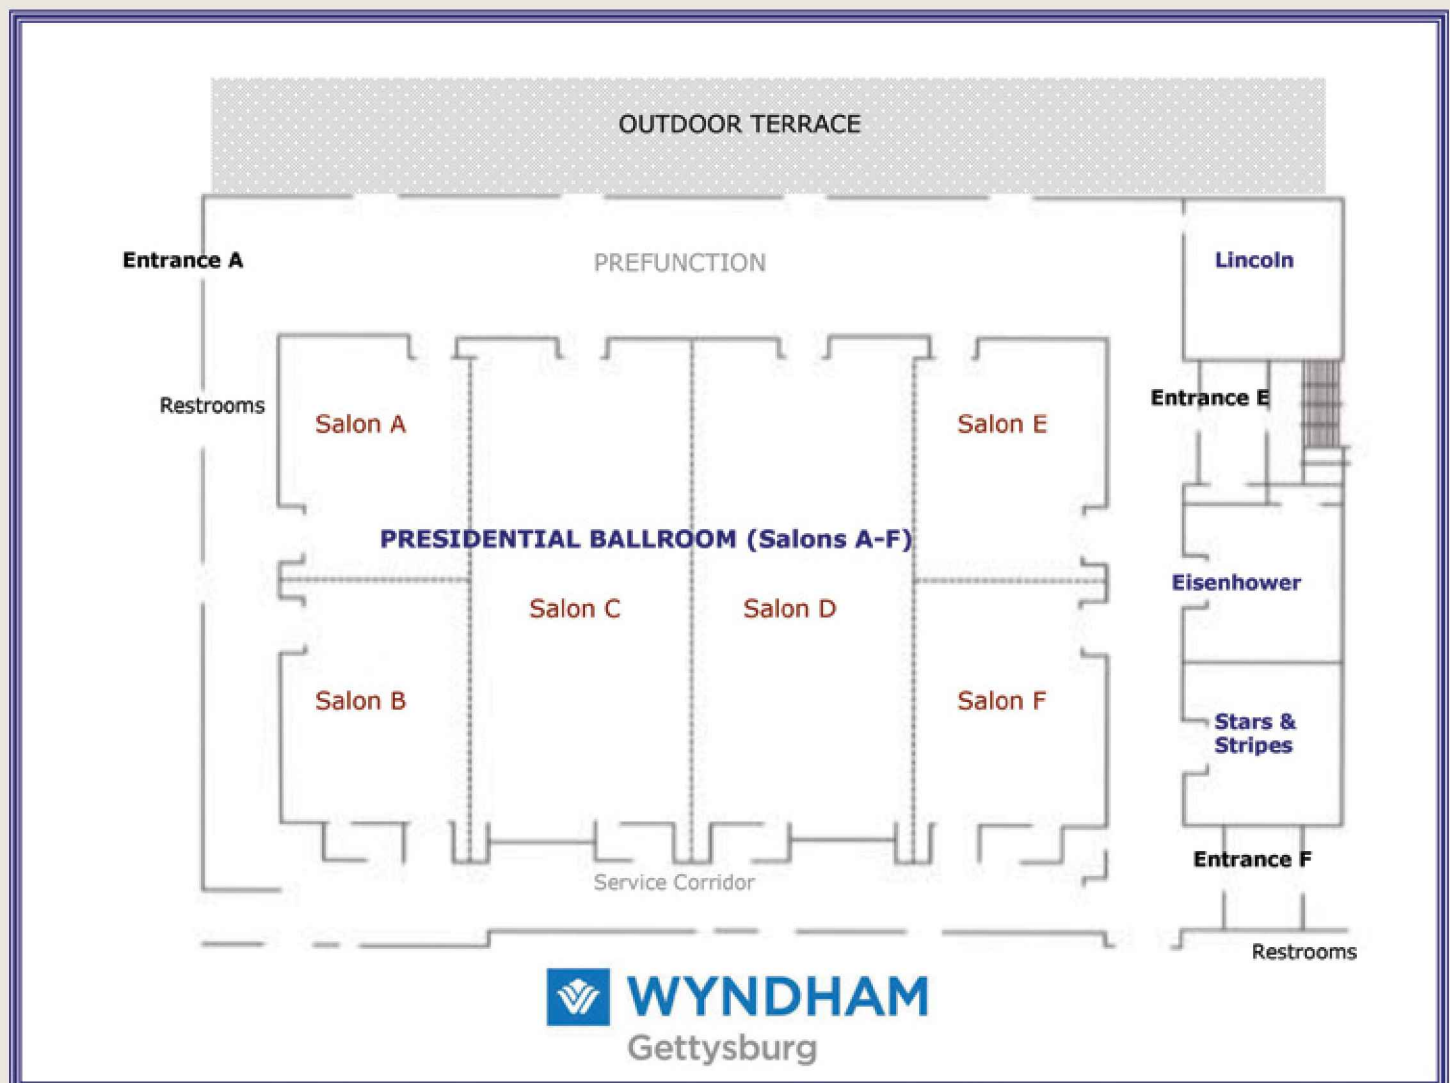 OUTDOOR TERRACE
Entrance A
PREFUNCTION
Lincoln
Restrooms
Entrance E
Salon A
Salon E
PRESIDENTIAL BALLROOM (Salons A-F)
Eisenhower
Salon C
Salon D
Salon B
Salon F
Stars &
Stripes
Entrance F
Service Corridor
Restrooms
WYNDHAM
Gettysburg